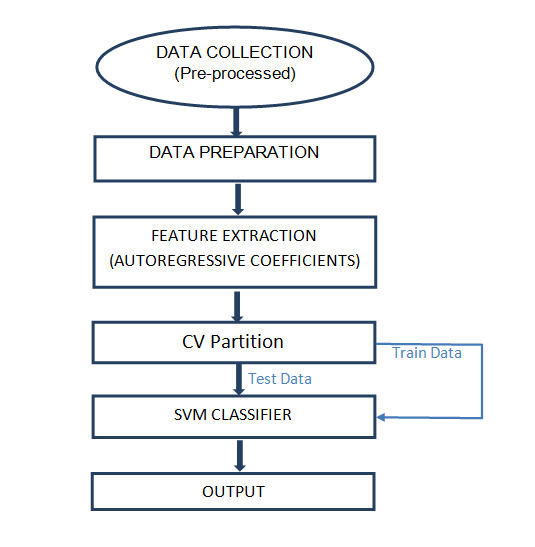 DATA COLLECTION
(Pre-processed)
DATA PREPARATION
FEATURE EXTRACTION
(AUTOREGRESSIVE COEFFICIENTS)
CV Partition
Train Data
Test Data
SVM CLASSIFIER
OUTPUT